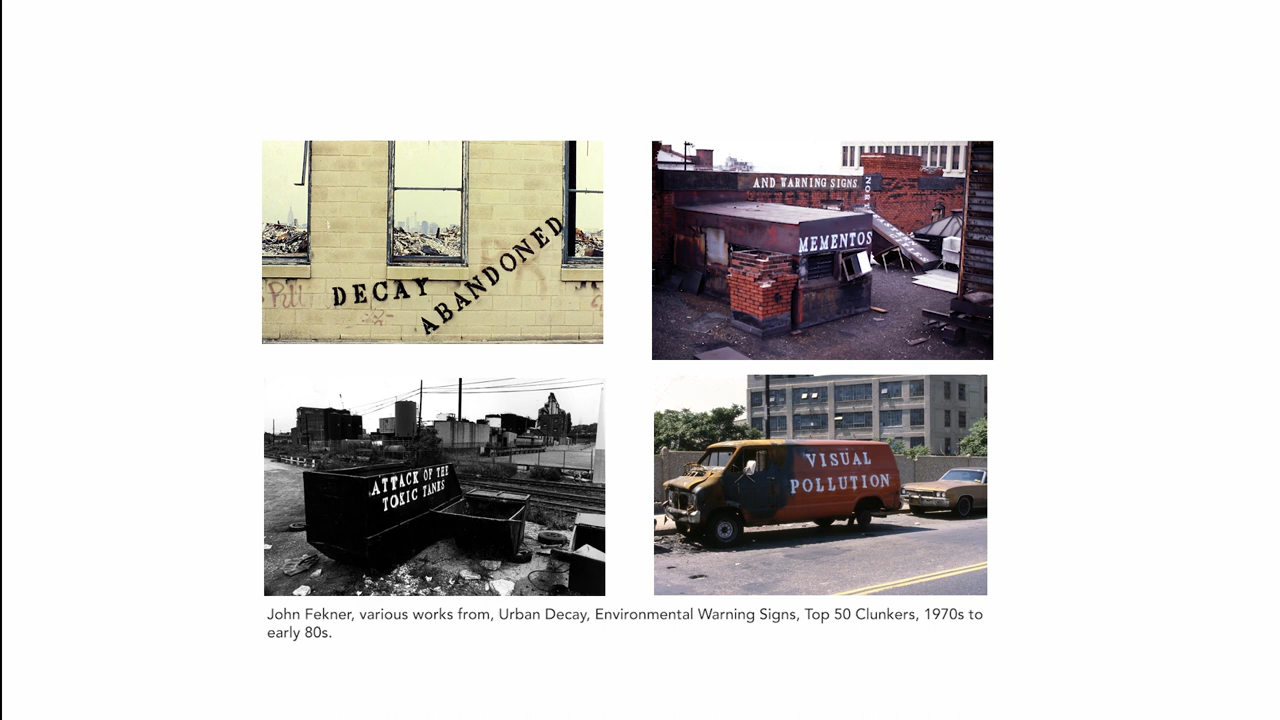 DECAY
ABANDONED
AND WARNING SIGNS
MEMENTOS
ATTACK OF THE
TOXIC TANKS
VISUAL
POLLUTION
John Fekner, various works from, Urban Decay, Environmental Warning Signs, Top 50 Clunkers, 1970s to
early 80s.